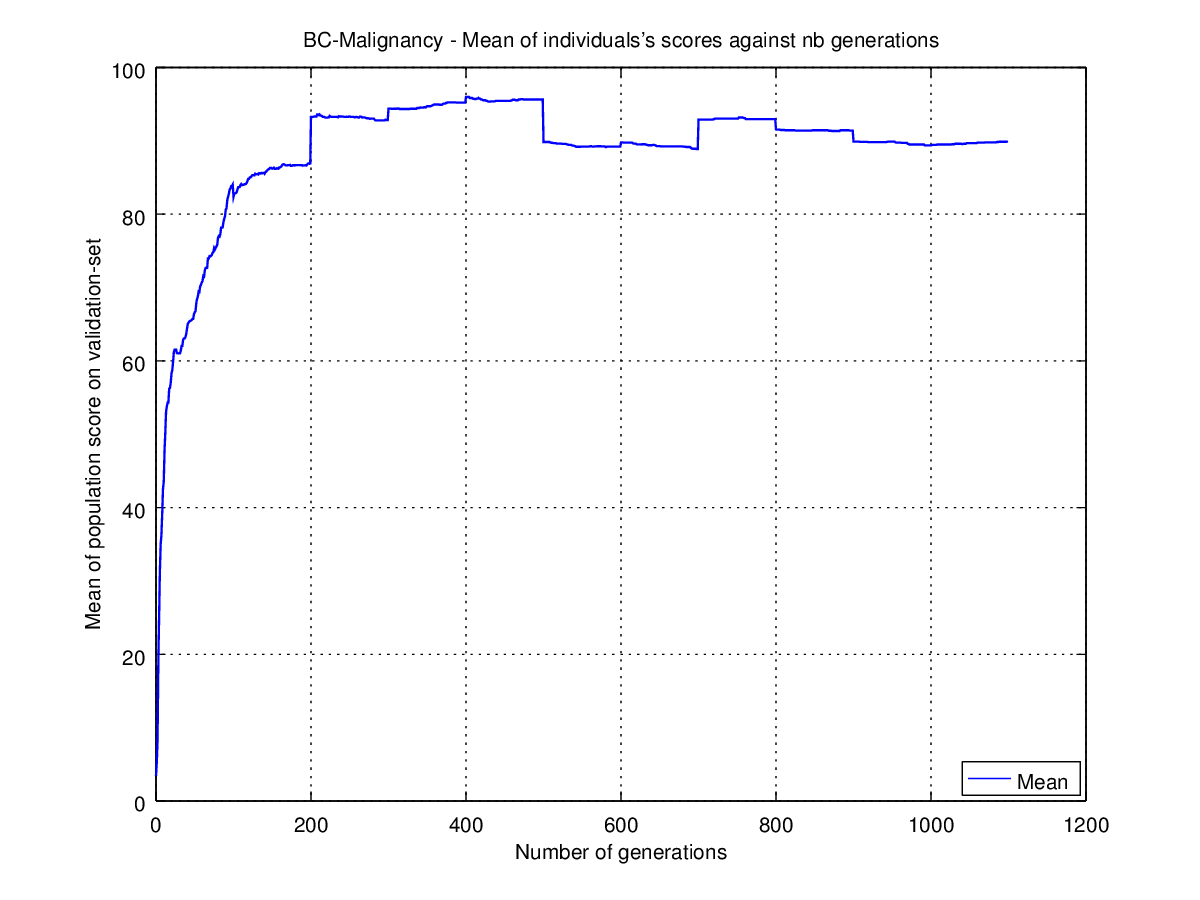 BC-Malignancy - Mean of individuals's scores against nb generations
100
80
60
40
20
0
Mean of population score on validation-set
Mean
0 200 400 600 800 1000 1200
Number of generations